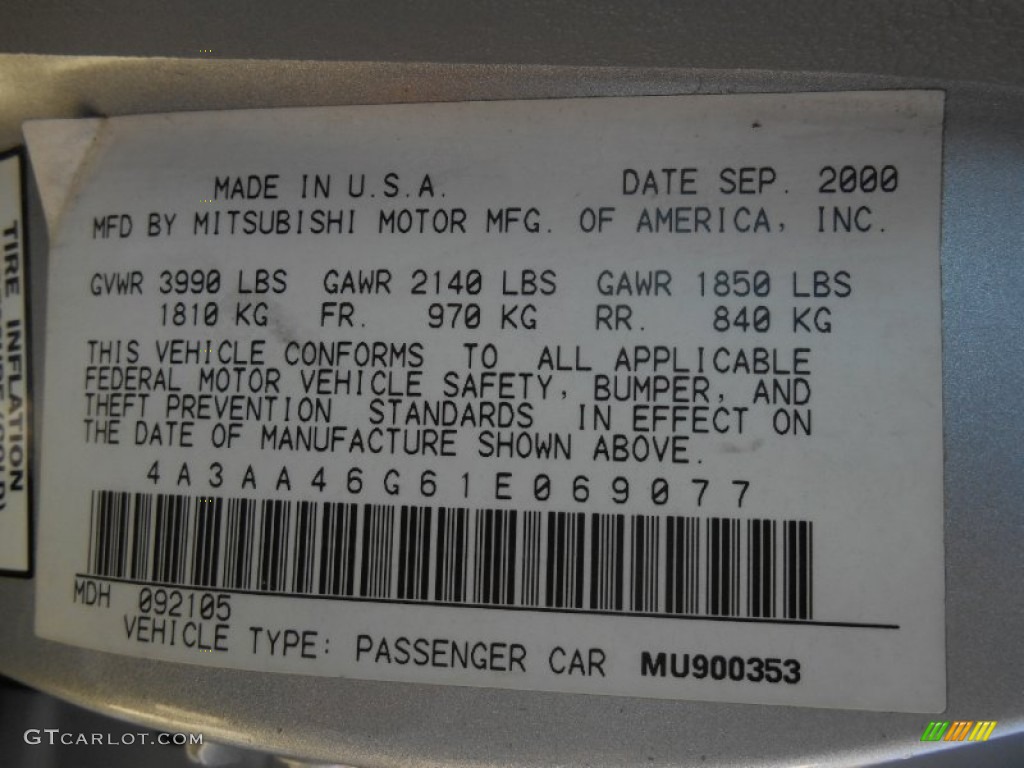 MADE IN U.S.A. DATE SEP. 2000
MFD BY MITSUBISHI MOTOR MFG. OF AMERICA, INC.
GVWR 3990 LBS GAWR 2140 LBS GAWR 1850 LBS
1810 KG FR. 970 KG RR. 840 KG
THIS VEHICLE CONFORMS TO ALL APPLICABLE
FEDERAL MOTOR VEHICLE SAFETY, BUMPER, AND
THEFT PREVENTION STANDARDS IN EFFECT ON
THE DATE OF MANUFACTURE SHOWN ABOVE.
4A3AA46G61E069077
MDH 092105
VEHICLE TYPE: PASSENGER CAR MU900353
TIRE INFLATION
GTCARLOT.COM